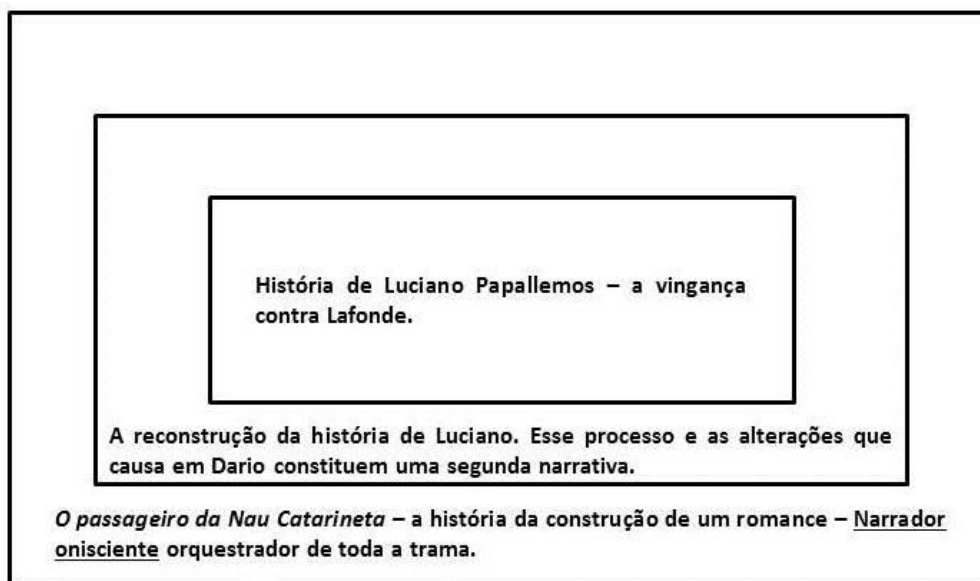 História de Luciano Papallemos – a vingança
contra Lafonde.
A reconstrução da história de Luciano. Esse processo e as alterações que
causa em Dario constituem uma segunda narrativa.
O passageiro da Nau Catarineta – a história da construção de um romance – Narrador
onisciente orquestrador de toda a trama.